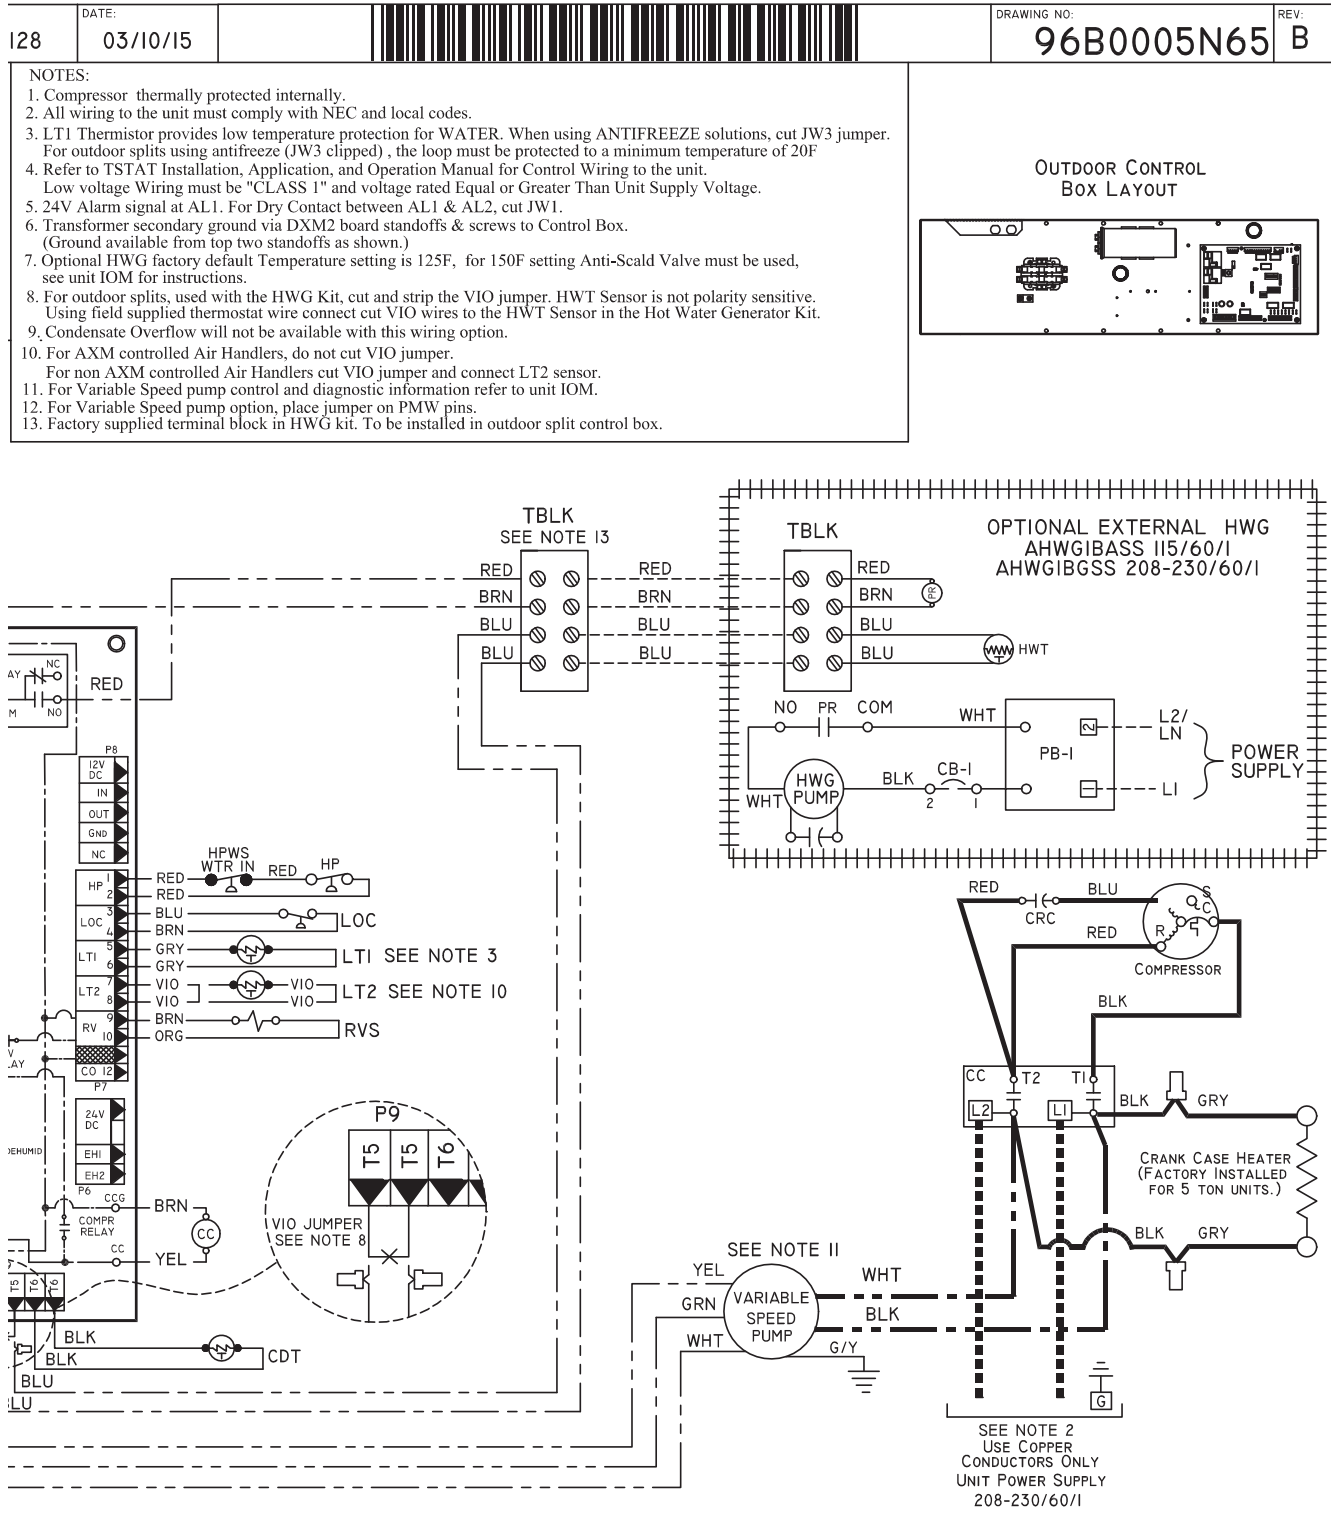 128
DATE:
03/10/15
DRAWING NO:
96B0005N65
REV:
B
NOTES:
1. Compressor thermally protected internally.
2. All wiring to the unit must comply with NEC and local codes.
3. LT1 Thermistor provides low temperature protection for WATER. When using ANTIFREEZE solutions, cut JW3 jumper.
For outdoor splits using antifreeze (JW3 clipped) , the loop must be protected to a minimum temperature of 20F
4. Refer to TSTAT Installation, Application, and Operation Manual for Control Wiring to the unit.
Low voltage Wiring must be "CLASS 1" and voltage rated Equal or Greater Than Unit Supply Voltage.
5. 24V Alarm signal at AL1. For Dry Contact between AL1 & AL2, cut JW1.
6. Transformer secondary ground via DXM2 board standoffs & screws to Control Box.
(Ground available from top two standoffs as shown.)
7. Optional HWG factory default Temperature setting is 125F, for 150F setting Anti-Scald Valve must be used,
see unit IOM for instructions.
8. For outdoor splits, used with the HWG Kit, cut and strip the VIO jumper. HWT Sensor is not polarity sensitive.
Using field supplied thermostat wire connect cut VIO wires to the HWT Sensor in the Hot Water Generator Kit.
9. Condensate Overflow will not be available with this wiring option.
10. For AXM controlled Air Handlers, do not cut VIO jumper.
For non AXM controlled Air Handlers cut VIO jumper and connect LT2 sensor.
11. For Variable Speed pump control and diagnostic information refer to unit IOM.
12. For Variable Speed pump option, place jumper on PMW pins.
13. Factory supplied terminal block in HWG kit. To be installed in outdoor split control box.
OUTDOOR CONTROL
BOX LAYOUT
TBLK
SEE NOTE 13
RED
BRN
BLU
BLU
RED
BRN
BLU
BLU
TBLK
RED
BRN
BLU
BLU
PR
HWT
OPTIONAL EXTERNAL HWG
AHWG1BASS 115/60/1
AHWG1BGSS 208-230/60/1
NO
PR
COM
WHT
PB-1
2
L2/
LN
POWER
SUPPLY
HWG
PUMP
WHT
BLK
CB-1
2
1
1
L1
AY
NC
M
NO
RED
P8
12V
DC
IN
OUT
GND
NC
HP
1
2
RED
RED
HPWS
WTR IN
RED
HP
LOC
3
4
BLU
BRN
LOC
LT1
5
6
GRY
GRY
LT1 SEE NOTE 3
LT2
7
8
VIO
VIO
VIO
VIO
LT2 SEE NOTE 10
RV
9
10
BRN
ORG
RVS
V
LAY
CO 12
P7
24V
DC
EHUMID
EH1
EH2
P6
CCG
BRN
COMPR
RELAY
CC
CC
YEL
T5
T6
T6
BLK
BLK
CDT
BLU
LU
P9
T5
T5
T6
VIO JUMPER
SEE NOTE 8
SEE NOTE 11
YEL
GRN
WHT
VARIABLE
SPEED
PUMP
WHT
BLK
G/Y
RED
CRC
BLU
RED
S
C
R
COMPRESSOR
BLK
CC
T2
T1
L2
L1
BLK
GRY
CRANK CASE HEATER
(FACTORY INSTALLED
FOR 5 TON UNITS.)
BLK
GRY
G
SEE NOTE 2
USE COPPER
CONDUCTORS ONLY
UNIT POWER SUPPLY
208-230/60/1